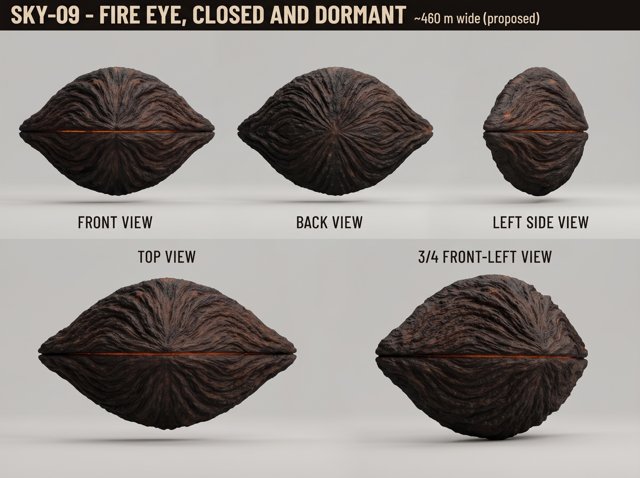 SKY-09 - FIRE EYE, CLOSED AND DORMANT ~460 m wide (proposed)
FRONT VIEW
BACK VIEW
LEFT SIDE VIEW
TOP VIEW
3/4 FRONT-LEFT VIEW